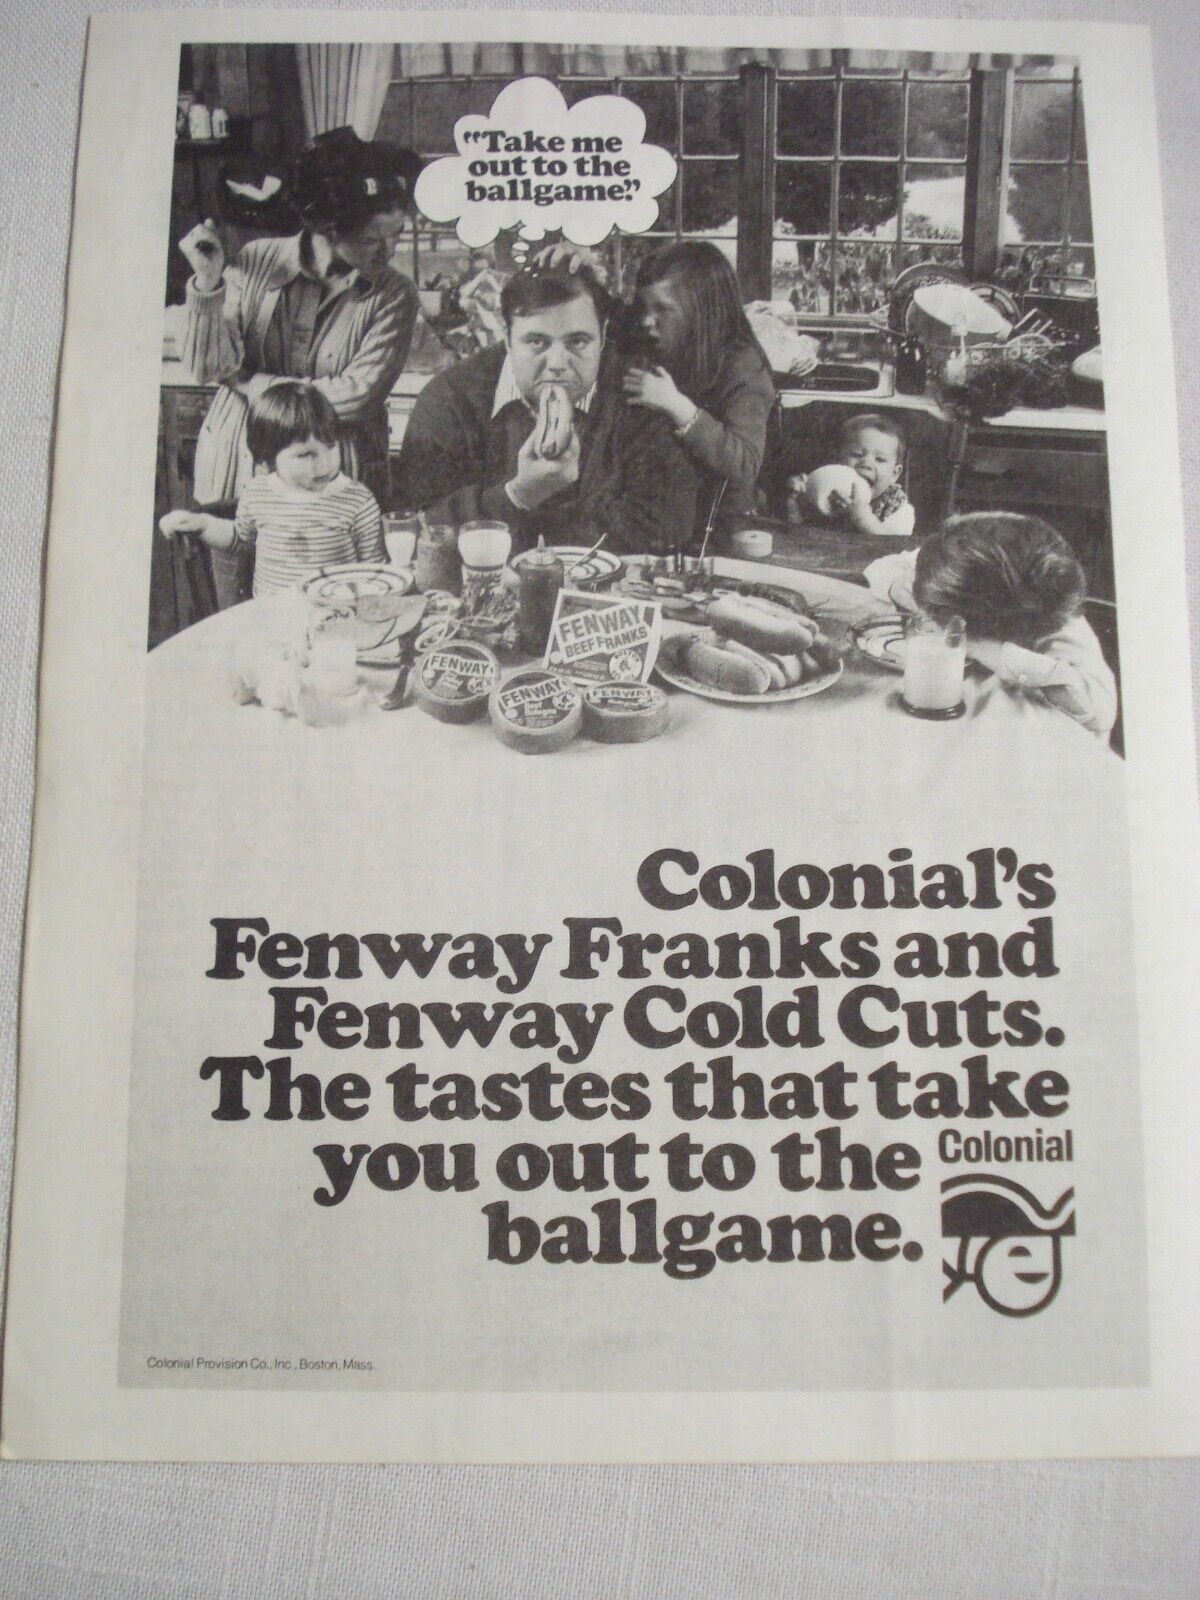 “Take me
out to the
ballgame.”
B
FENWAY
BEEF FRANKS
FENWAY
FENWAY
FENWAY
Colonial’s
Fenway Franks and
Fenway Cold Cuts.
The tastes that take
you out to the
ballgame.
Colonial
Colonial Provision Co., Inc., Boston, Mass.